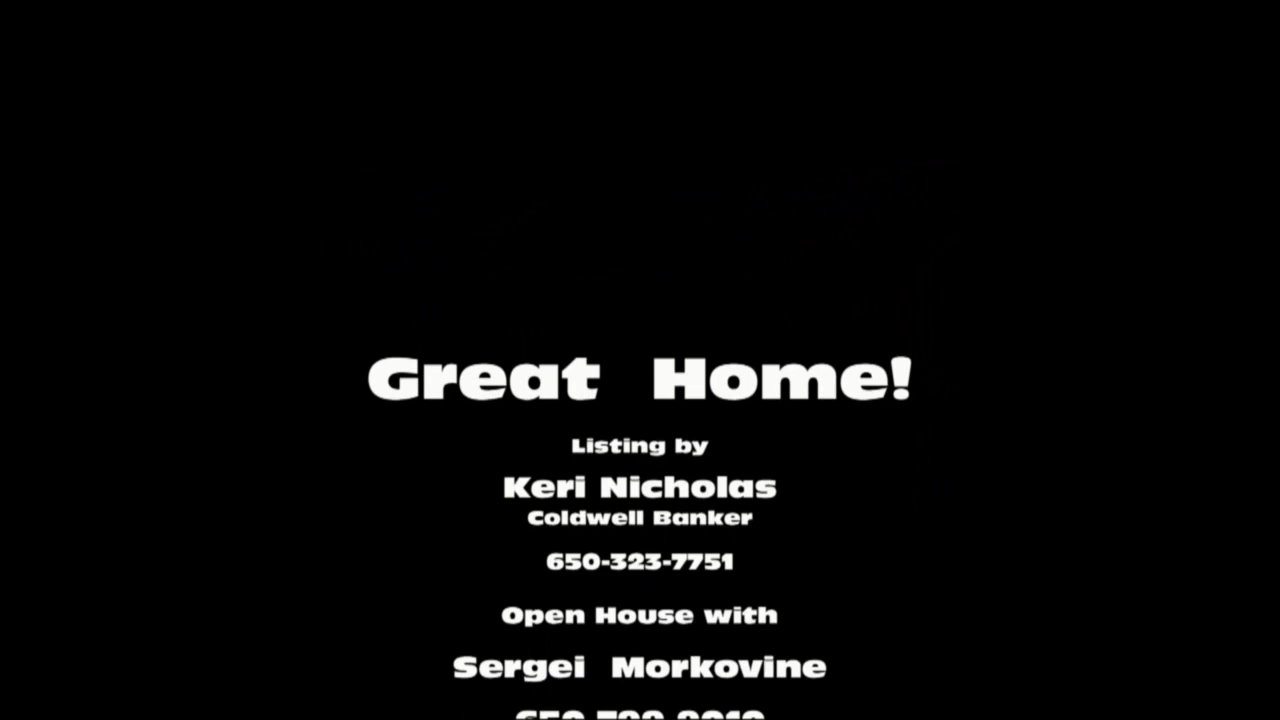 Great Home!
Listing by
Keri Nicholas
Coldwell Banker
650-323-7751
Open House with
Sergei Morkovine